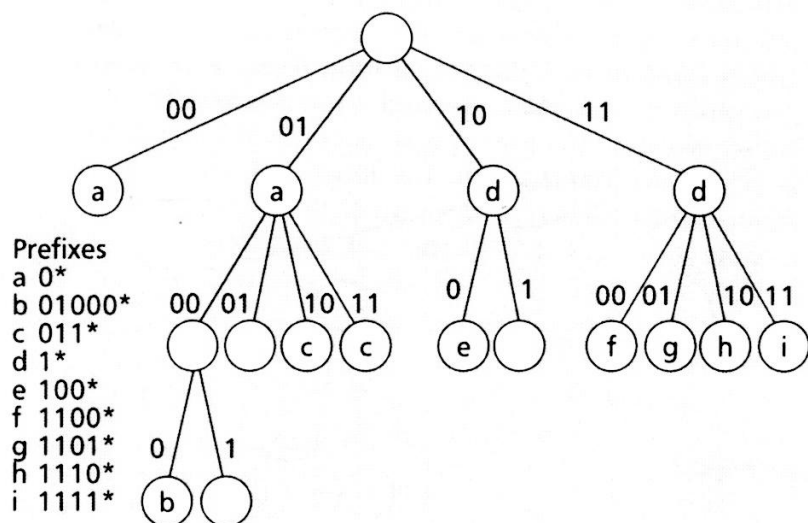 00 01 10 11
a a d d
Prefixes
a 0*
b 01000*
c 011*
d 1*
e 100*
f 1100*
g 1101*
h 1110*
i 1111*
00 01 10 11 0 1 00 01 10 11
c c e f g h i
0 1
b